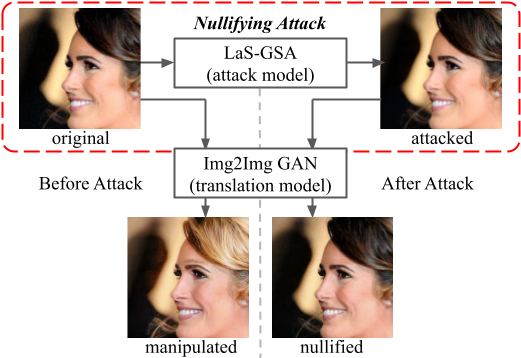 Nullifying Attack
LaS-GSA
(attack model)
original
attacked
Img2Img GAN
(translation model)
Before Attack
After Attack
manipulated
nullified